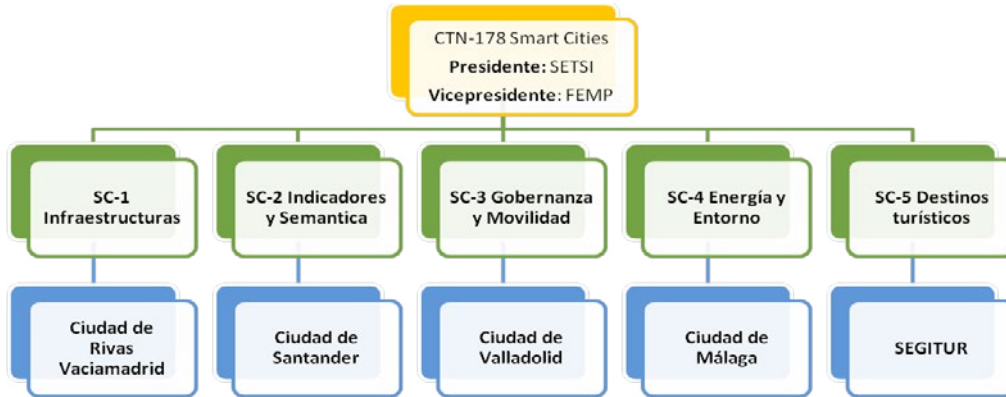 CTN-178 Smart Cities
Presidente: SETSI
Vicepresidente: FEMP
SC-1
Infraestructuras
SC-2 Indicadores
y Semantica
SC-3 Gobernanza
y Movilidad
SC-4 Energía y
Entorno
SC-5 Destinos
turísticos
Ciudad de
Rivas
Vaciamadrid
Ciudad de
Santander
Ciudad de
Valladolid
Ciudad de
Málaga
SEGITUR